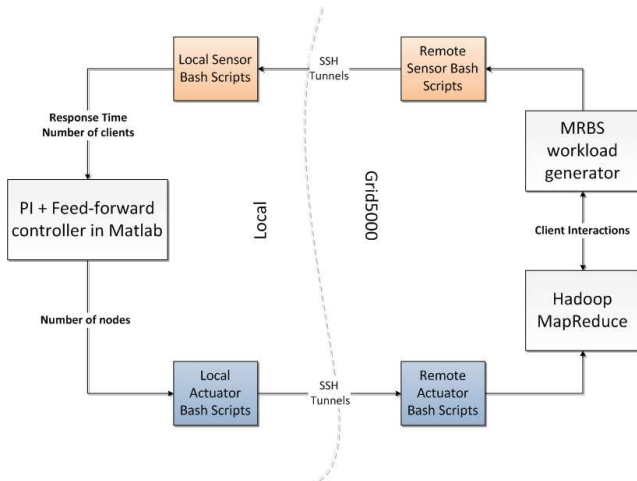 Local Sensor
Bash Scripts
SSH
Tunnels
Remote
Sensor Bash
Scripts
Response Time
Number of clients
MRBS
workload
generator
PI + Feed-forward
controller in Matlab
Local
Grid5000
Client Interactions
Number of nodes
Hadoop
MapReduce
Local
Actuator
Bash Scripts
SSH
Tunnels
Remote
Actuator
Bash Scripts